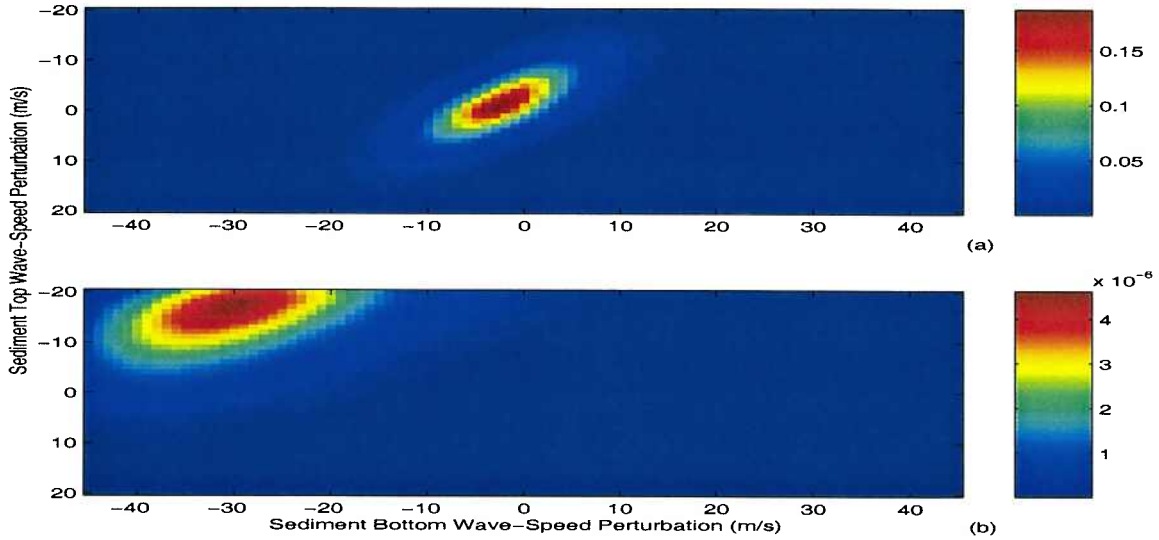 Sediment Top Wave-Speed Perturbation (m/s)
-20
-10
0
10
20
-40 -30 -20 -10 0 10 20 30 40
(a)
0.15
0.1
0.05
-20
-10
0
10
20
-40 -30 -20 -10 0 10 20 30 40
Sediment Bottom Wave-Speed Perturbation (m/s)
(b)
x 10^-6
4
3
2
1